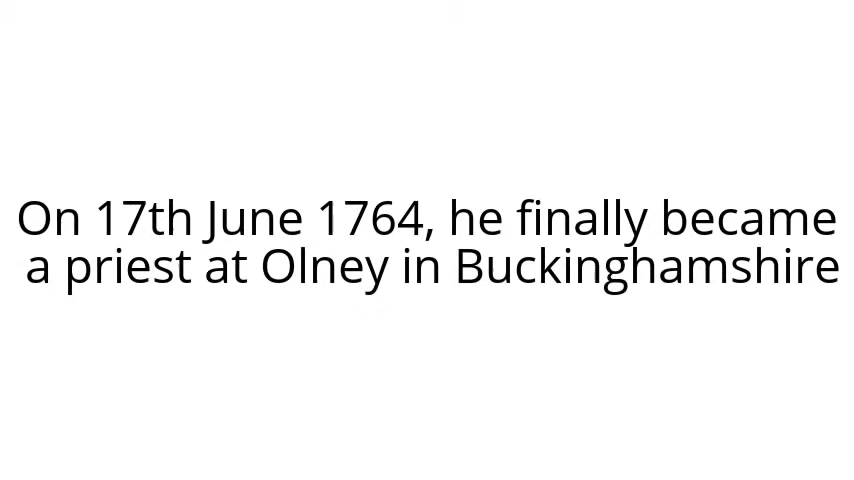 On 17th June 1764, he finally became
a priest at Olney in Buckinghamshire